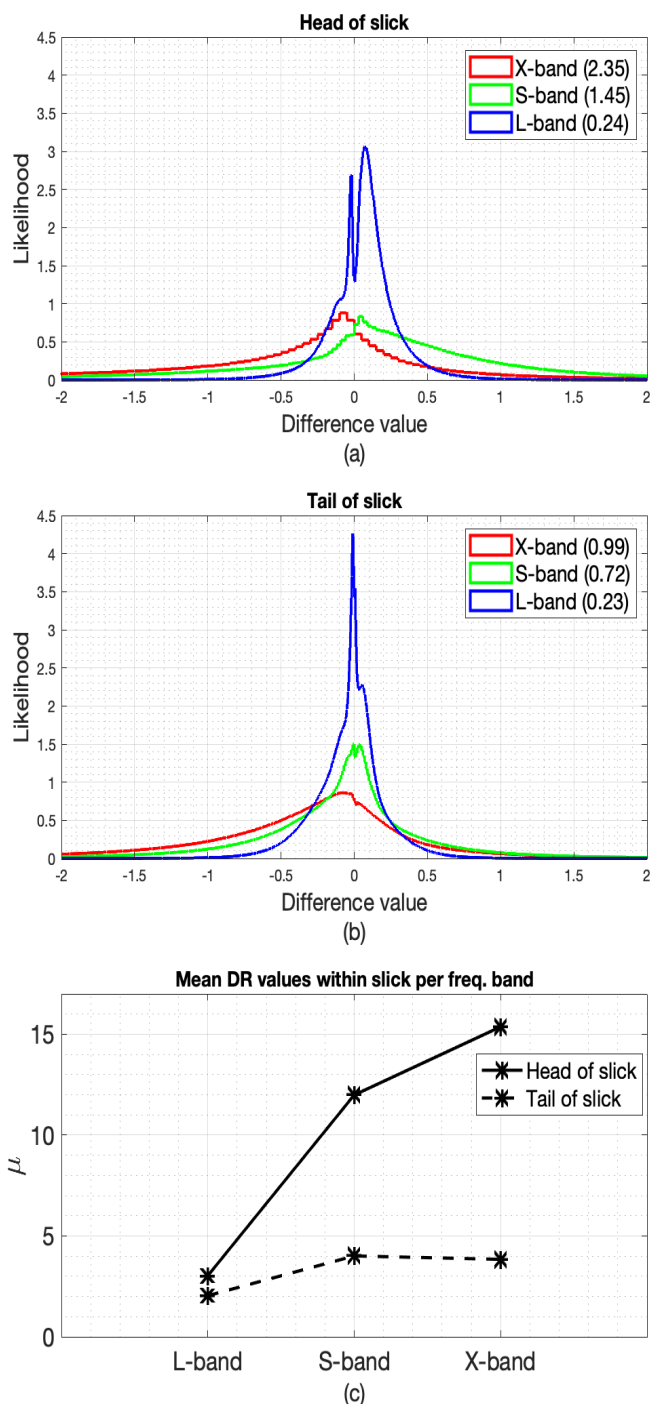 Head of slick
4.5
4
3.5
3
2.5
2
1.5
1
0.5
0
Likelihood
X-band (2.35)
S-band (1.45)
L-band (0.24)
-2 -1.5 -1 -0.5 0 0.5 1 1.5 2
Difference value
(a)
Tail of slick
4.5
4
3.5
3
2.5
2
1.5
1
0.5
0
Likelihood
X-band (0.99)
S-band (0.72)
L-band (0.23)
-2 -1.5 -1 -0.5 0 0.5 1 1.5 2
Difference value
(b)
Mean DR values within slick per freq. band
15
10
5
0
μ
Head of slick
Tail of slick
L-band S-band X-band
(c)